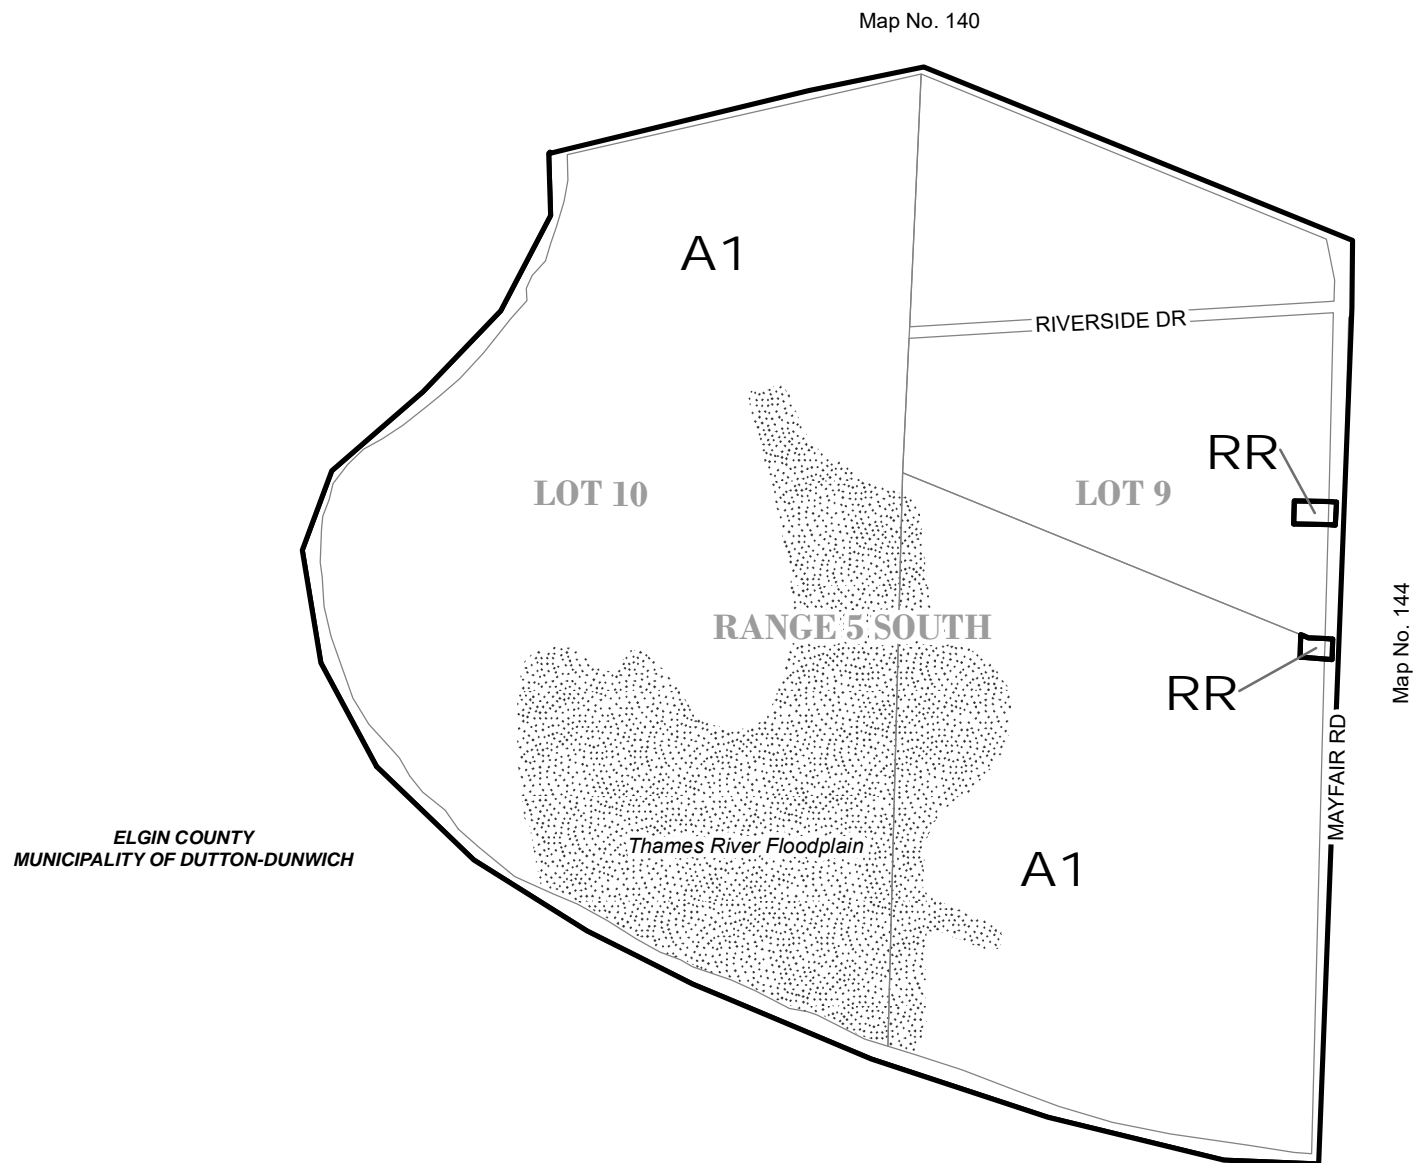 Map No. 140
A1
RIVERSIDE DR
RR
LOT 10
LOT 9
Map No. 144
RANGE 5 SOUTH
RR
MAYFAIR RD
ELGIN COUNTY
MUNICIPALITY OF DUTTON-DUNWICH
Thames River Floodplain
A1